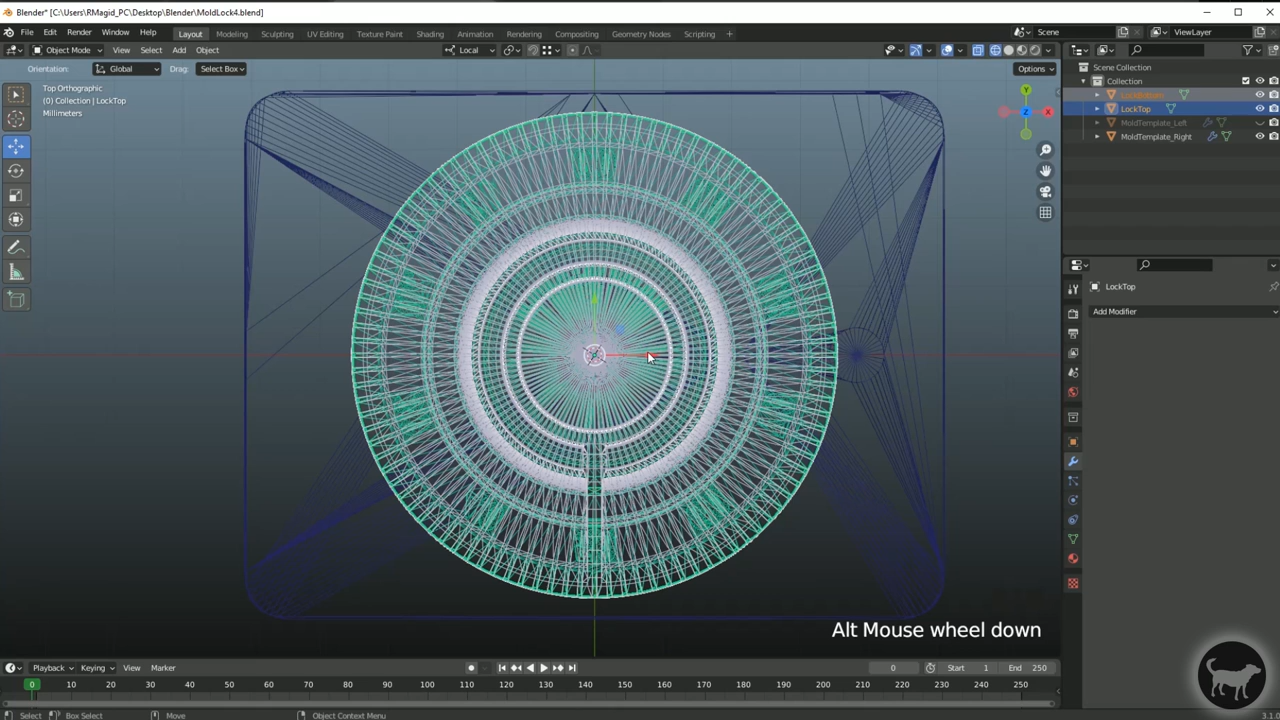 Blender* [C:\Users\RMagid_PC\Desktop\Blender\MoldLock4.blend]
File Edit Render Window Help Layout Modeling Sculpting UV Editing Texture Paint Shading Animation Rendering Compositing Geometry Nodes Scripting + Scene ViewLayer
Object Mode View Select Add Object Local
Orientation: Global Drag: Select Box Options
Scene Collection
Collection
Top Orthographic
(0) Collection | LockTop
Millimeters
LockTop
MoldTemplate_Left
MoldTemplate_Right
Y
X
Z
LockTop
Add Modifier
Alt Mouse wheel down
Playback Keying View Marker 0 Start 1 End 250
0 10 20 30 40 50 60 70 80 90 100 110 120 130 140 150 160 170 180 190 200 210 220 230 240 250
Select Box Select Move Object Context Menu 3.1.0